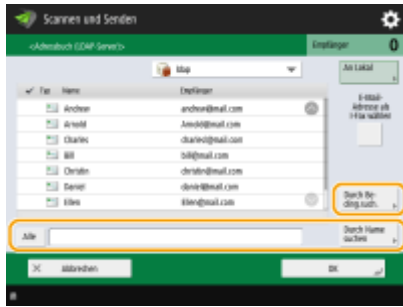 Scannen und Senden
<Adressbuch (LDAP-Server)>
Empfänger 0
ldap
An Lokal
Typ Name Empfänger
E-Mail-
Adresse als
I-Fax wählen
Andrew andrew@mail.com
Arnold Arnold@mail.com
Charles charles@mail.com
Bill bill@mail.com
Christin christin@mail.com
Daniel daniel@mail.com
Ellen Ellen@mail.com
Durch Be-
ding.such.
Alle
Durch Name
suchen
Abbrechen
OK